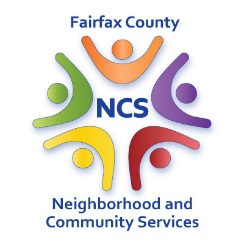 Fairfax County
NCS
Neighborhood and
Community Services